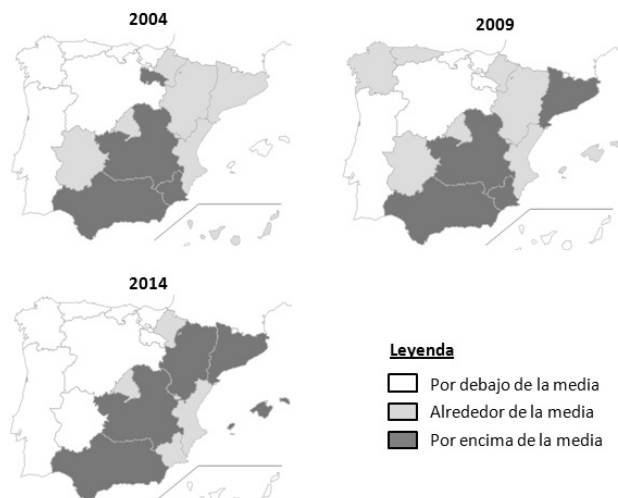 2004
2009
2014
Leyenda
Por debajo de la media
Alrededor de la media
Por encima de la media